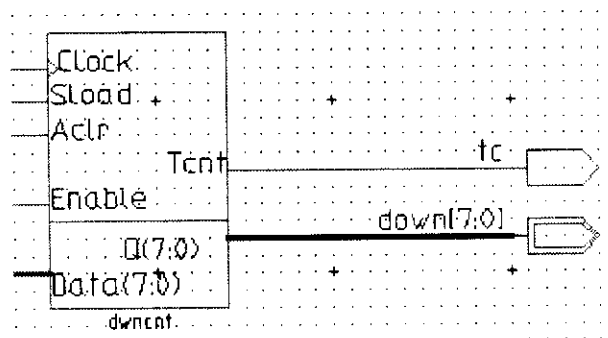 Clock
Sload
Aclr
Tcnt
tc
Enable
down[7:0]
Q(7:0)
Data(7:0)
dwncnt